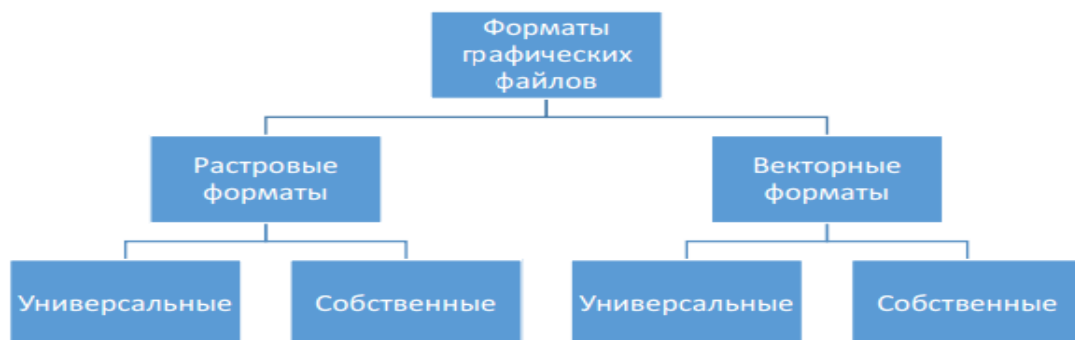 Форматы
графических
файлов
Растровые
форматы
Векторные
форматы
Универсальные
Собственные
Универсальные
Собственные